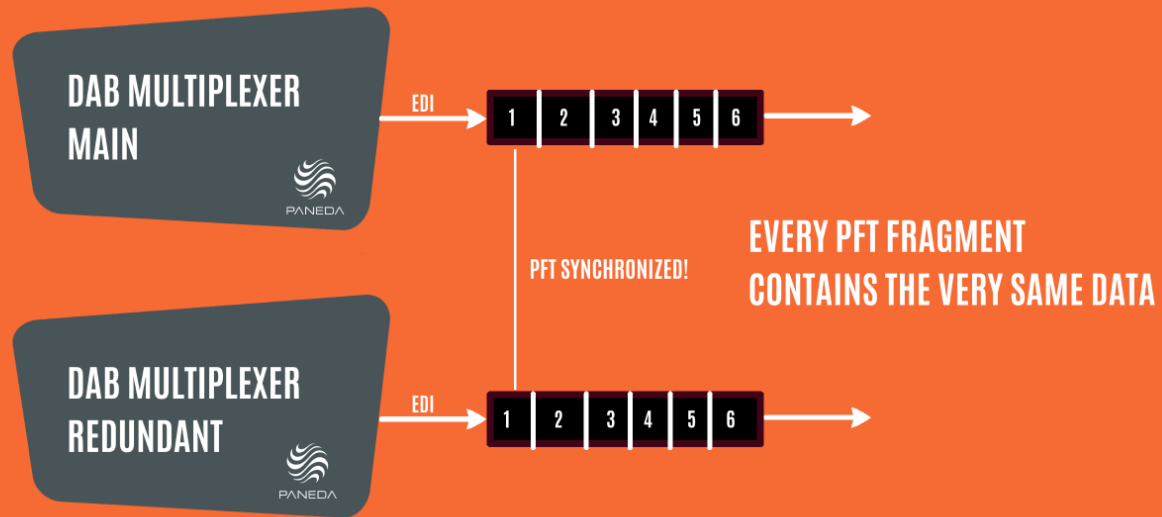 DAB MULTIPLEXER
MAIN
PANEDA
EDI
1 2 3 4 5 6
PFT SYNCHRONIZED!
EVERY PFT FRAGMENT
CONTAINS THE VERY SAME DATA
DAB MULTIPLEXER
REDUNDANT
PANEDA
EDI
1 2 3 4 5 6